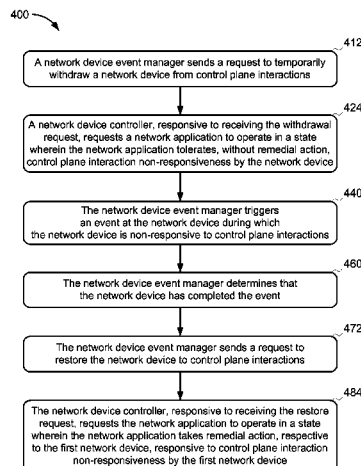 400
412
A network device event manager sends a request to temporarily
withdraw a network device from control plane interactions
424
A network device controller, responsive to receiving the withdrawal
request, requests a network application to operate in a state
wherein the network application tolerates, without remedial action,
control plane interaction non-responsiveness by the network device
440
The network device event manager triggers
an event at the network device during which
the network device is non-responsive to control plane interactions
460
The network device event manager determines that
the network device has completed the event
472
The network device event manager sends a request to
restore the network device to control plane interactions
484
The network device controller, responsive to receiving the restore
request, requests the network application to operate in a state
wherein the network application takes remedial action, respective
to the first network device, responsive to control plane interaction
non-responsiveness by the first network device